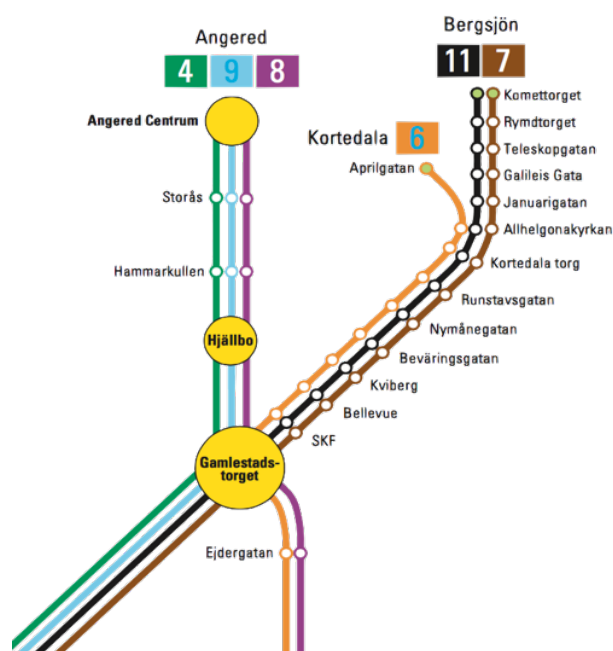 Bergsjön
11 7
Angered
4 9 8
Kortedala 6
Angered Centrum
Komettorget
Rymdtorget
Teleskopgatan
Aprilgatan
Galileis Gata
Storås
Januarigatan
Allhelgonakyrkan
Kortedala torg
Hammarkullen
Runstavsgatan
Nymånegatan
Hjällbo
Beväringsgatan
Kviberg
Bellevue
SKF
Gamlestads-
torget
Ejdergatan